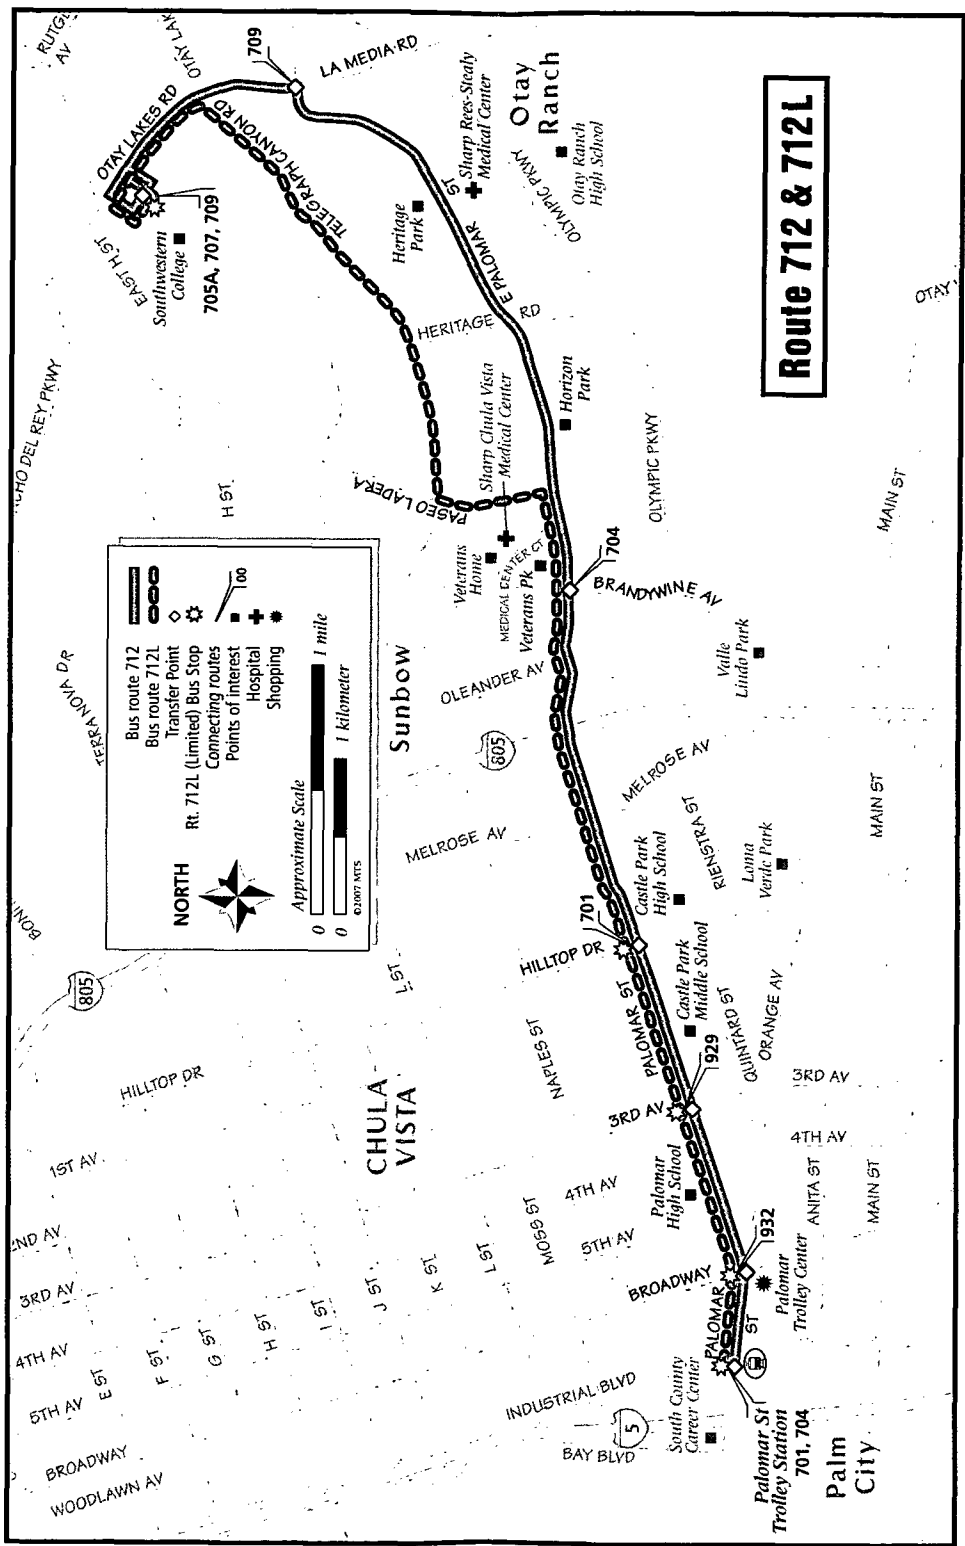 Route 712 & 712L
NORTH
Bus route 712
Bus route 712L
Transfer Point
Rt. 712L (Limited) Bus Stop
Connecting routes
100
Points of interest
Hospital
Shopping
Approximate Scale
0
1 mile
0
1 kilometer
©2007 MTS
BROADWAY
WOODLAWN AV
5TH AV
4TH AV
3RD AV
2ND AV
1ST AV
HILLTOP DR
E ST
F ST
G ST
H ST
I ST
J ST
K ST
L ST
L ST
MOSS ST
NAPLES ST
4TH AV
5TH AV
CHULA
VISTA
805
TERRA NOVA DR
H ST
Sunbow
805
MELROSE AV
OLEANDER AV
INDUSTRIAL BLVD
BAY BLVD
5
South County
Career Center
Palomar St
Trolley Station
701, 704
Palm
City
PALOMAR
ST
BROADWAY
932
Palomar
Trolley Center
Palomar
High School
3RD AV
929
PALOMAR ST
HILLTOP DR
701
Castle Park
Middle School
Castle Park
High School
QUINTARD ST
ORANGE AV
3RD AV
4TH AV
ANITA ST
MAIN ST
RIENSTRA ST
MELROSE AV
Loma
Verde Park
MAIN ST
Valle
Lindo Park
BRANDYWINE AV
704
Veterans
Home
MEDICAL CENTER CT
Veterans Pk
Sharp Chula Vista
Medical Center
PASEO LADERA
OLYMPIC PKWY
MAIN ST
Horizon
Park
HERITAGE
RD
E PALOMAR
ST
Heritage
Park
TELEGRAPH CANYON RD
EAST H ST
Southwestern
College
705A, 707, 709
OTAY LAKES RD
709
LA MEDIA RD
Sharp Rees-Stealy
Medical Center
OLYMPIC PKWY
Otay
Ranch
Otay Ranch
High School